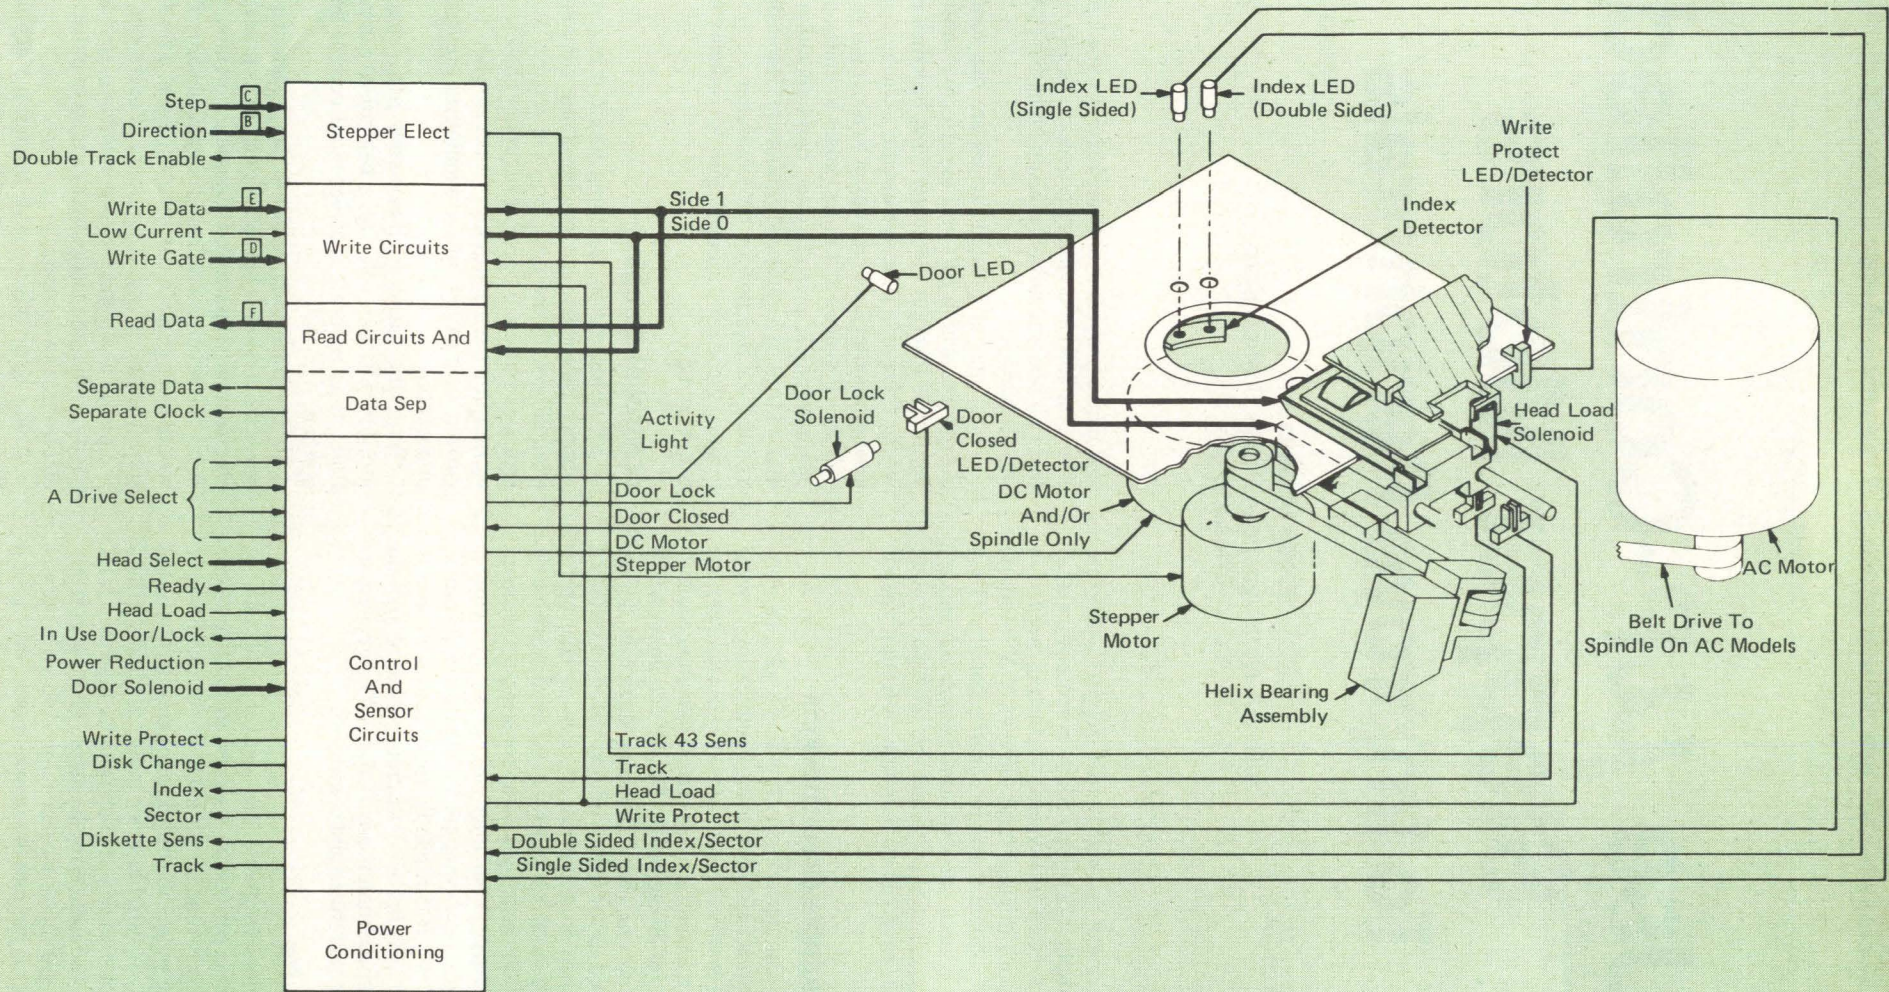 Step
C
Direction
B
Double Track Enable
Write Data
E
Low Current
Write Gate
D
Read Data
F
Separate Data
Separate Clock
A Drive Select
Head Select
Ready
Head Load
In Use Door/Lock
Power Reduction
Door Solenoid
Write Protect
Disk Change
Index
Sector
Diskette Sens
Track
Stepper Elect
Write Circuits
Read Circuits And
Data Sep
Control
And
Sensor
Circuits
Power
Conditioning
Side 1
Side 0
Door LED
Activity
Light
Door Lock
Solenoid
Door
Closed
LED/Detector
Door Lock
Door Closed
DC Motor
Stepper Motor
DC Motor
And/Or
Spindle Only
Index LED
(Single Sided)
Index LED
(Double Sided)
Write
Protect
LED/Detector
Index
Detector
Head Load
Solenoid
AC Motor
Belt Drive To
Spindle On AC Models
Stepper
Motor
Helix Bearing
Assembly
Track 43 Sens
Track
Head Load
Write Protect
Double Sided Index/Sector
Single Sided Index/Sector